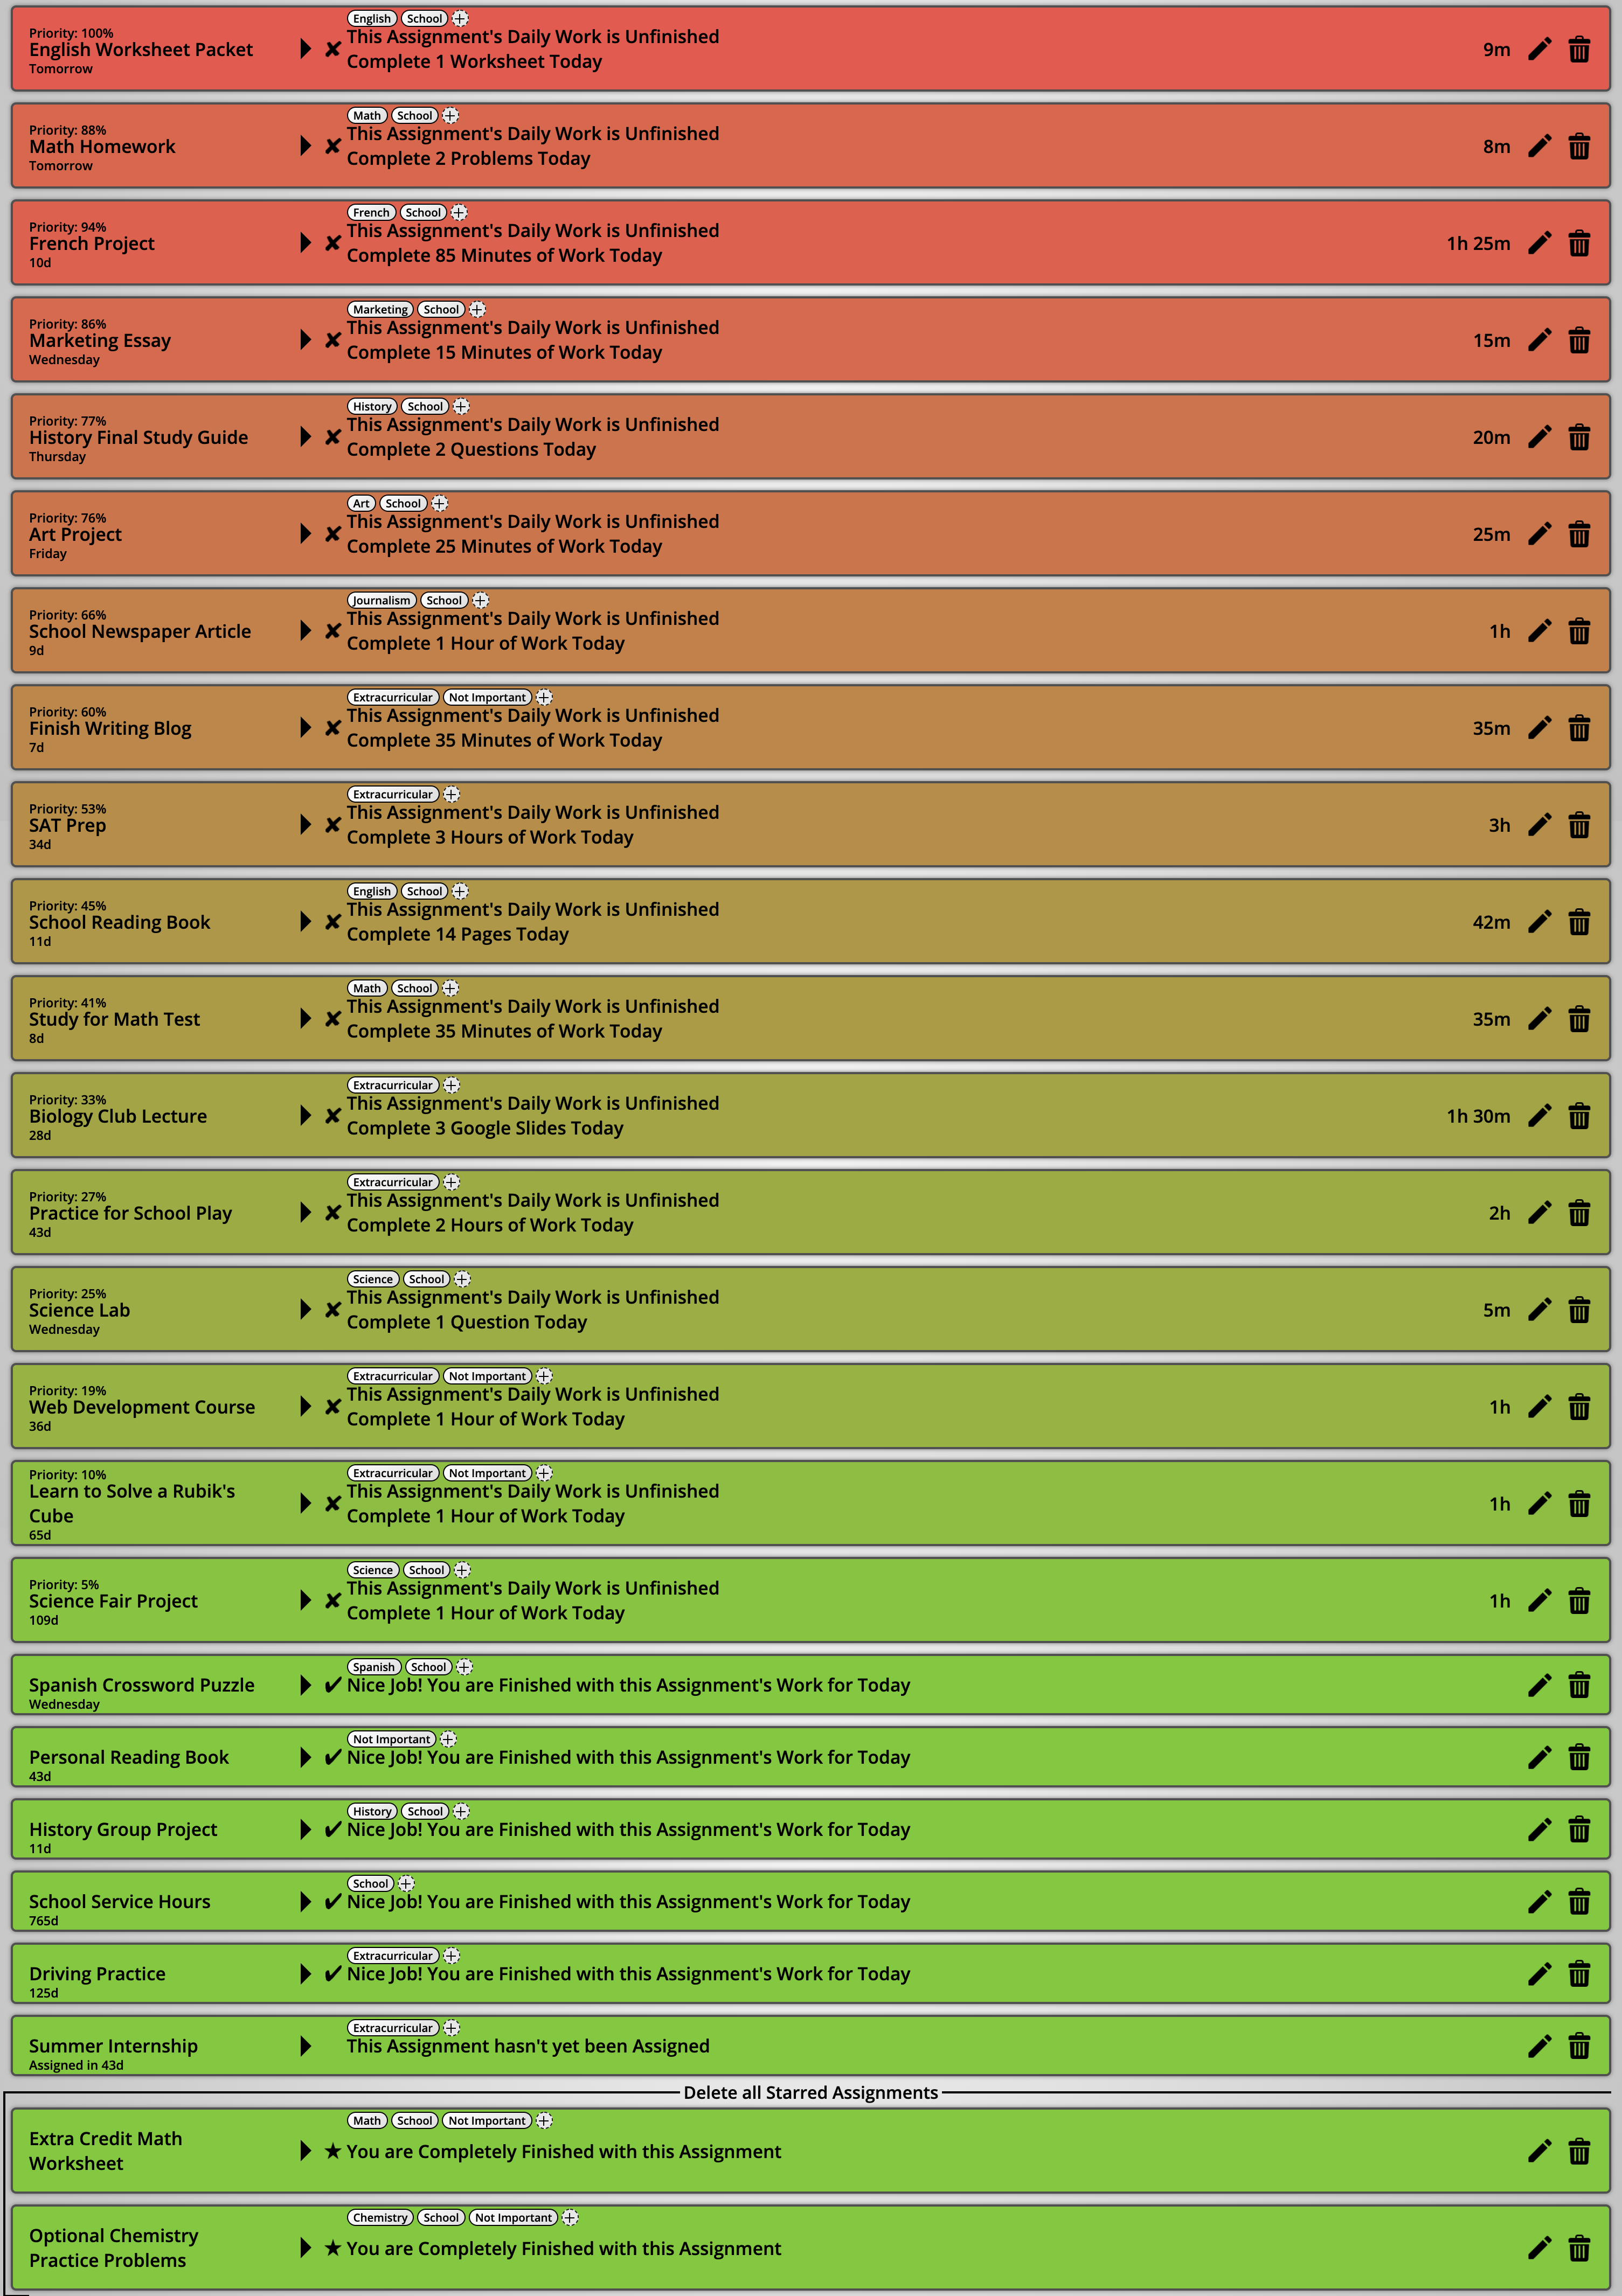 English School
Priority: 100%
This Assignment's Daily Work is Unfinished
English Worksheet Packet
9m
Complete 1 Worksheet Today
Tomorrow
Math School
Priority: 88%
This Assignment's Daily Work is Unfinished
Math Homework
8m
Complete 2 Problems Today
Tomorrow
French School
Priority: 94%
This Assignment's Daily Work is Unfinished
French Project
1h 25m
Complete 85 Minutes of Work Today
10d
Marketing School
Priority: 86%
This Assignment's Daily Work is Unfinished
Marketing Essay
15m
Complete 15 Minutes of Work Today
Wednesday
History School
Priority: 77%
This Assignment's Daily Work is Unfinished
History Final Study Guide
20m
Complete 2 Questions Today
Thursday
Art School
Priority: 76%
This Assignment's Daily Work is Unfinished
Art Project
25m
Complete 25 Minutes of Work Today
Friday
Journalism School
Priority: 66%
This Assignment's Daily Work is Unfinished
School Newspaper Article
1h
Complete 1 Hour of Work Today
9d
Extracurricular Not Important
Priority: 60%
This Assignment's Daily Work is Unfinished
Finish Writing Blog
35m
Complete 35 Minutes of Work Today
7d
Extracurricular
Priority: 53%
This Assignment's Daily Work is Unfinished
SAT Prep
3h
Complete 3 Hours of Work Today
34d
English School
Priority: 45%
This Assignment's Daily Work is Unfinished
School Reading Book
42m
Complete 14 Pages Today
11d
Math School
Priority: 41%
This Assignment's Daily Work is Unfinished
Study for Math Test
35m
Complete 35 Minutes of Work Today
8d
Extracurricular
Priority: 33%
This Assignment's Daily Work is Unfinished
Biology Club Lecture
1h 30m
Complete 3 Google Slides Today
28d
Extracurricular
Priority: 27%
This Assignment's Daily Work is Unfinished
Practice for School Play
2h
Complete 2 Hours of Work Today
43d
Science School
Priority: 25%
This Assignment's Daily Work is Unfinished
Science Lab
5m
Complete 1 Question Today
Wednesday
Extracurricular Not Important
Priority: 19%
This Assignment's Daily Work is Unfinished
Web Development Course
1h
Complete 1 Hour of Work Today
36d
Extracurricular Not Important
Priority: 10%
This Assignment's Daily Work is Unfinished
Learn to Solve a Rubik's
Cube
1h
Complete 1 Hour of Work Today
65d
Science School
Priority: 5%
This Assignment's Daily Work is Unfinished
Science Fair Project
1h
Complete 1 Hour of Work Today
109d
Spanish School
Spanish Crossword Puzzle
Nice Job! You are Finished with this Assignment's Work for Today
Wednesday
Not Important
Personal Reading Book
Nice Job! You are Finished with this Assignment's Work for Today
43d
History School
History Group Project
Nice Job! You are Finished with this Assignment's Work for Today
11d
School
School Service Hours
Nice Job! You are Finished with this Assignment's Work for Today
765d
Extracurricular
Driving Practice
Nice Job! You are Finished with this Assignment's Work for Today
125d
Extracurricular
Summer Internship
This Assignment hasn't yet been Assigned
Assigned in 43d
Delete all Starred Assignments
Math School Not Important
Extra Credit Math
Worksheet
You are Completely Finished with this Assignment
Chemistry School Not Important
Optional Chemistry
Practice Problems
You are Completely Finished with this Assignment